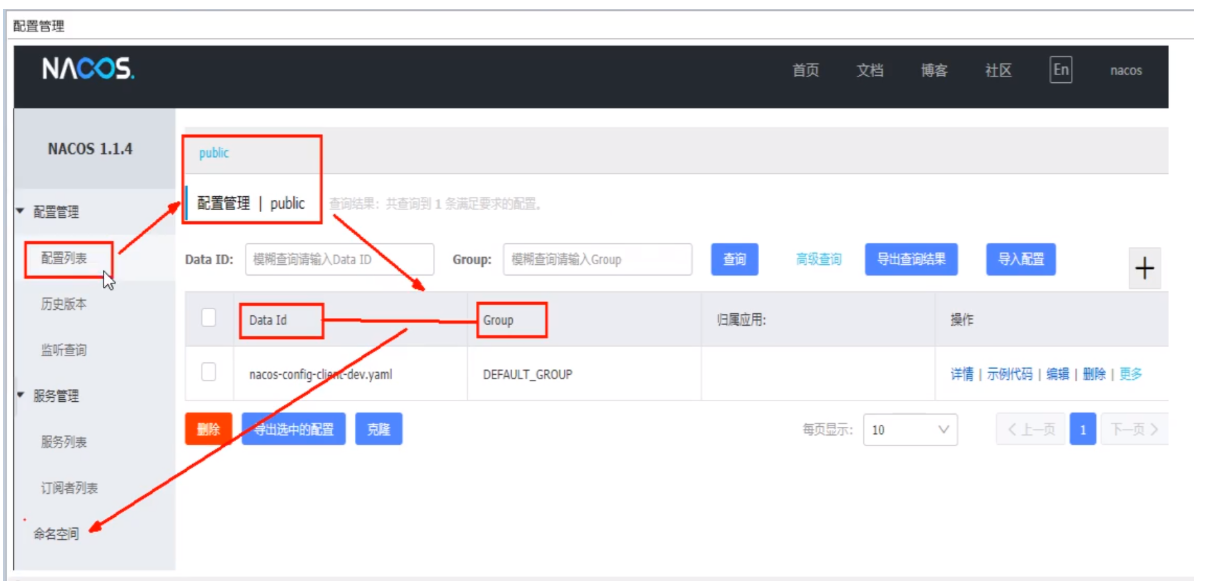 配置管理
NACOS.
首页 文档 博客 社区 En nacos
NACOS 1.1.4
public
配置管理
配置管理 | public 查询结果：共查询到 1 条满足要求的配置。
配置列表
Data ID: 模糊查询请输入Data ID Group: 模糊查询请输入Group 查询 高级查询 导出查询结果 导入配置
历史版本
Data Id Group 归属应用: 操作
监听查询
nacos-config-client-dev.yaml DEFAULT_GROUP 详情 | 示例代码 | 编辑 | 删除 | 更多
服务管理
删除 导出选中的配置 克隆 每页显示: 10 < 上一页 1 下一页 >
服务列表
订阅者列表
命名空间